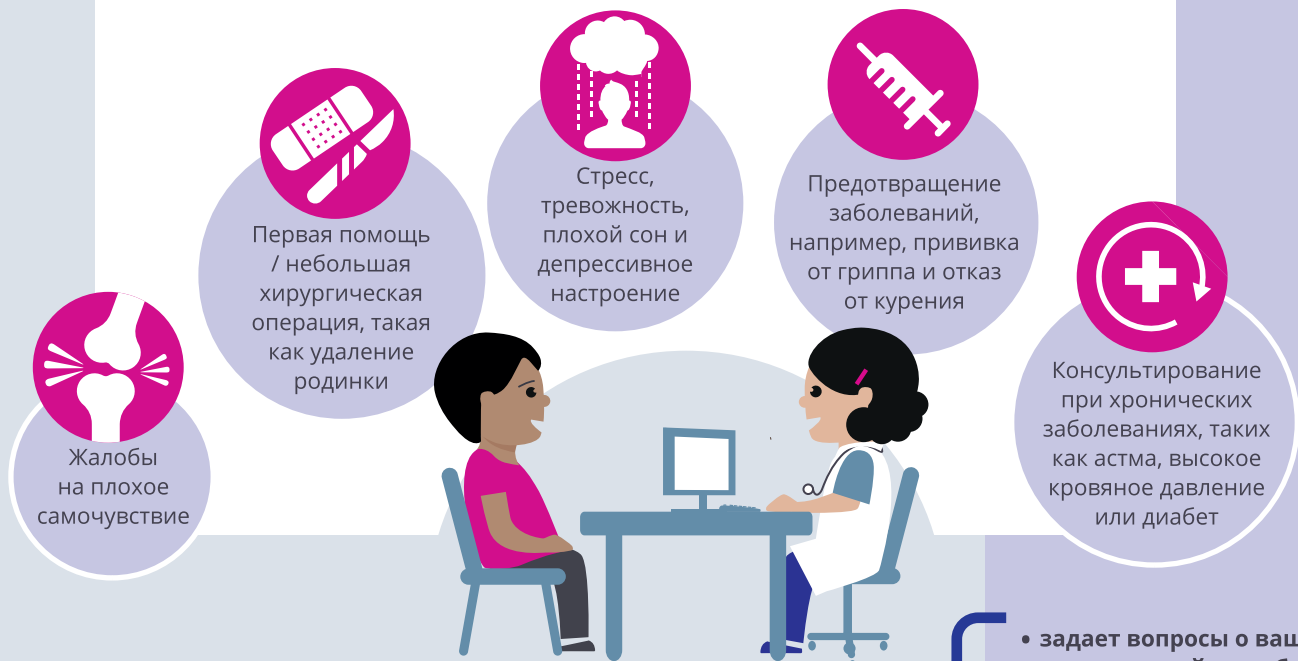 Жалобы
на плохое
самочувствие
Первая помощь
/ небольшая
хирургическая
операция, такая
как удаление
родинки
Стресс,
тревожность,
плохой сон и
депрессивное
настроение
Предотвращение
заболеваний,
например, прививка
от гриппа и отказ
от курения
Консультирование
при хронических
заболеваниях, таких
как астма, высокое
кровяное давление
или диабет
• задает вопросы о